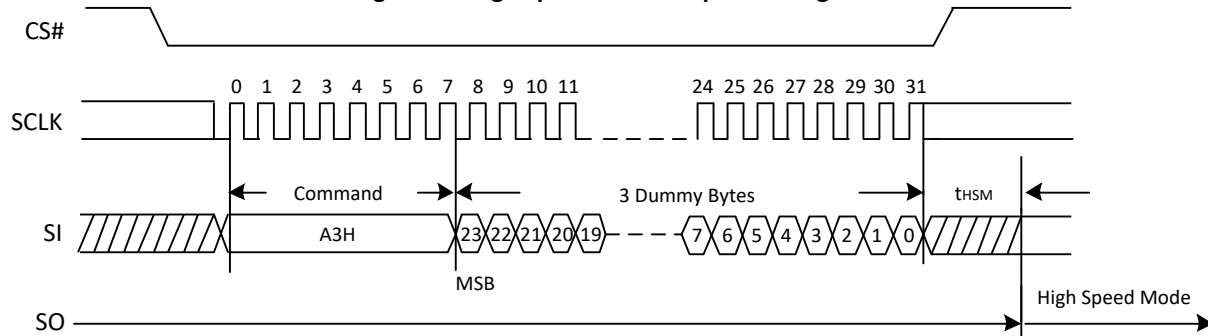 CS#
0 1 2 3 4 5 6 7 8 9 10 11 24 25 26 27 28 29 30 31
SCLK
Command 3 Dummy Bytes tHSM
SI A3H 23 22 21 20 19 7 6 5 4 3 2 1 0
MSB
High Speed Mode
SO